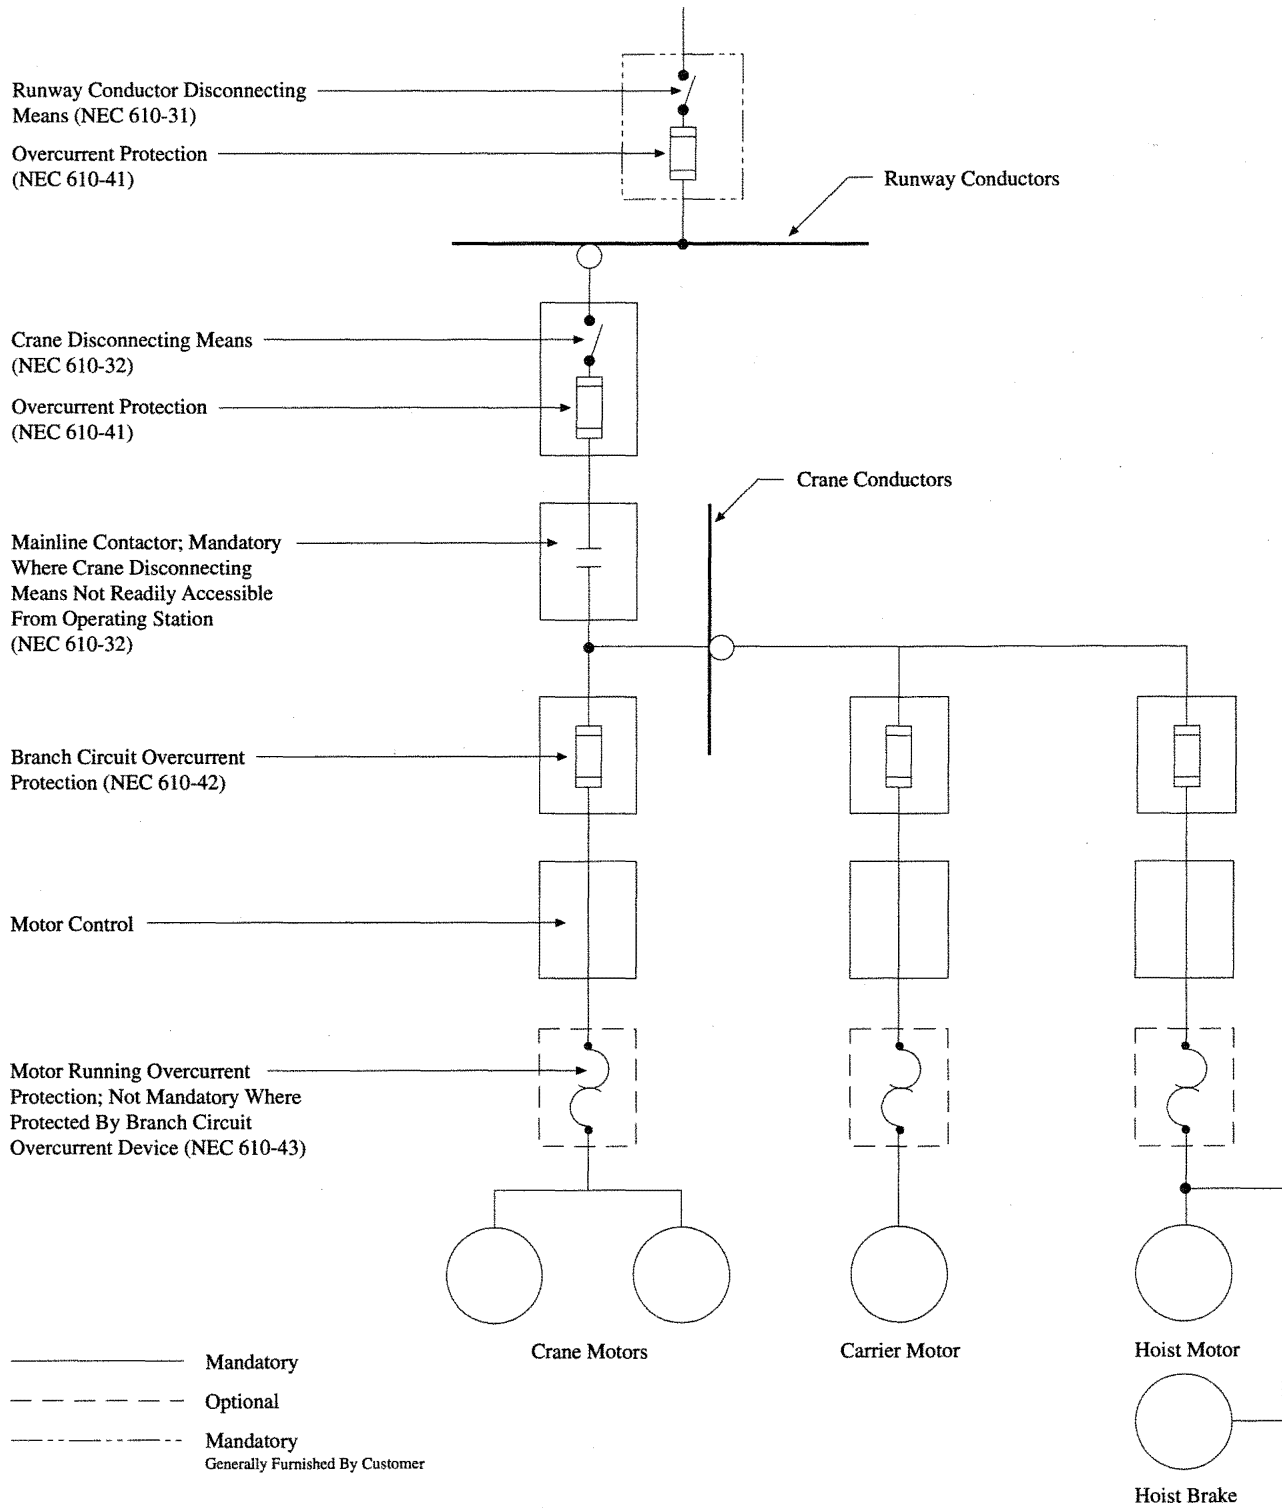 Runway Conductor Disconnecting
Means (NEC 610-31)
Overcurrent Protection
(NEC 610-41)
Runway Conductors
Crane Disconnecting Means
(NEC 610-32)
Overcurrent Protection
(NEC 610-41)
Crane Conductors
Mainline Contactor; Mandatory
Where Crane Disconnecting
Means Not Readily Accessible
From Operating Station
(NEC 610-32)
Branch Circuit Overcurrent
Protection (NEC 610-42)
Motor Control
Motor Running Overcurrent
Protection; Not Mandatory Where
Protected By Branch Circuit
Overcurrent Device (NEC 610-43)
Crane Motors
Carrier Motor
Hoist Motor
Mandatory
Optional
Mandatory
Generally Furnished By Customer
Hoist Brake